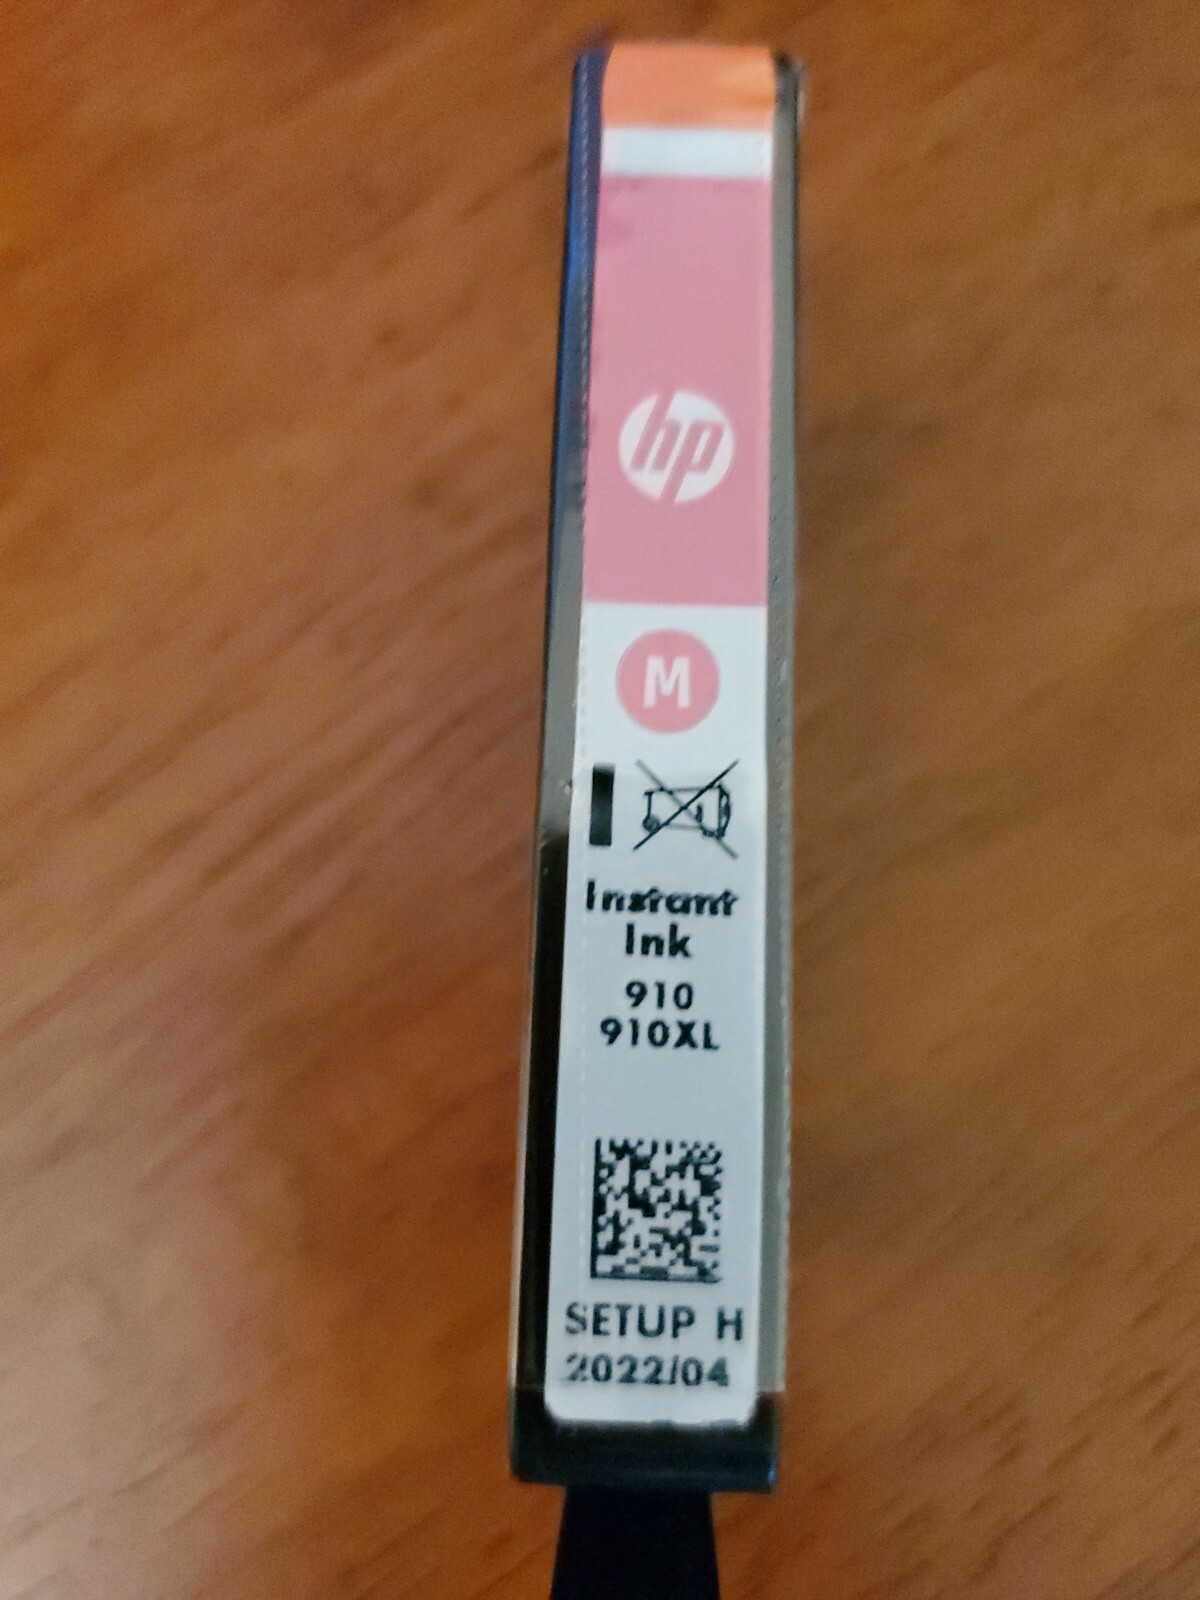 hp
M
Instant
Ink
910
910XL
SETUP H
2022/04